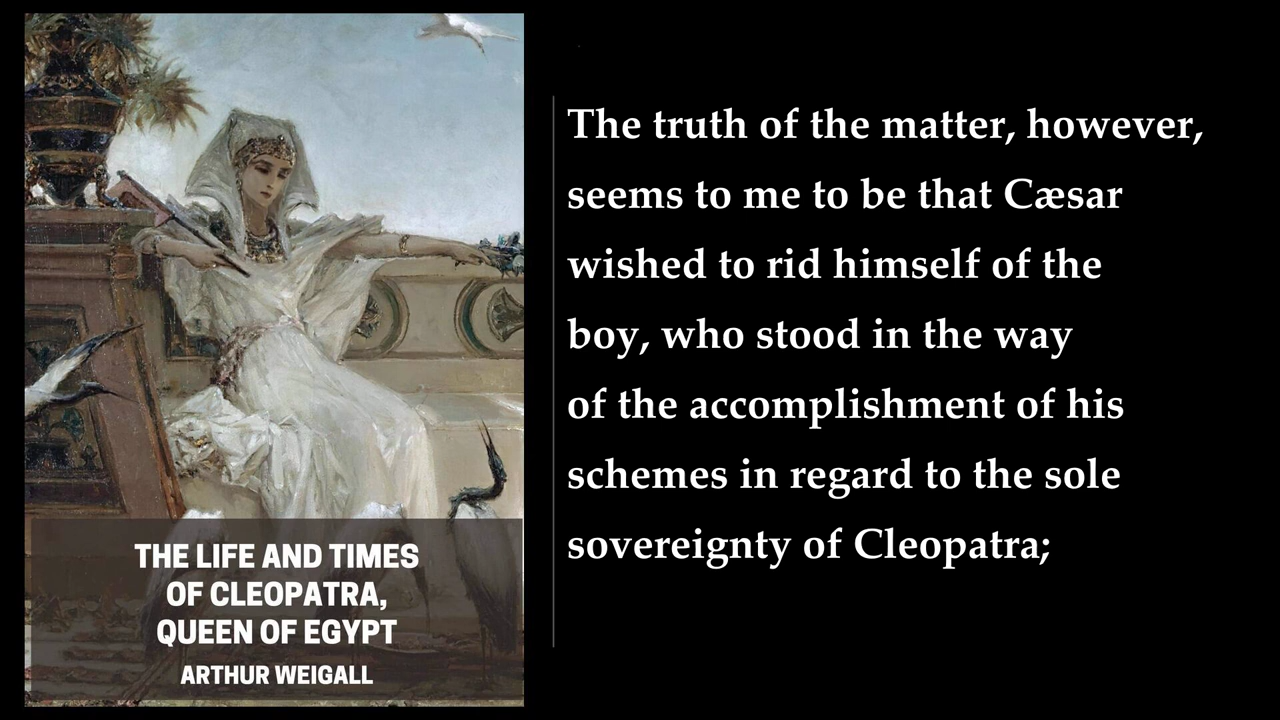 THE LIFE AND TIMES
OF CLEOPATRA,
QUEEN OF EGYPT
ARTHUR WEIGALL
The truth of the matter, however,
seems to me to be that Cæsar
wished to rid himself of the
boy, who stood in the way
of the accomplishment of his
schemes in regard to the sole
sovereignty of Cleopatra;